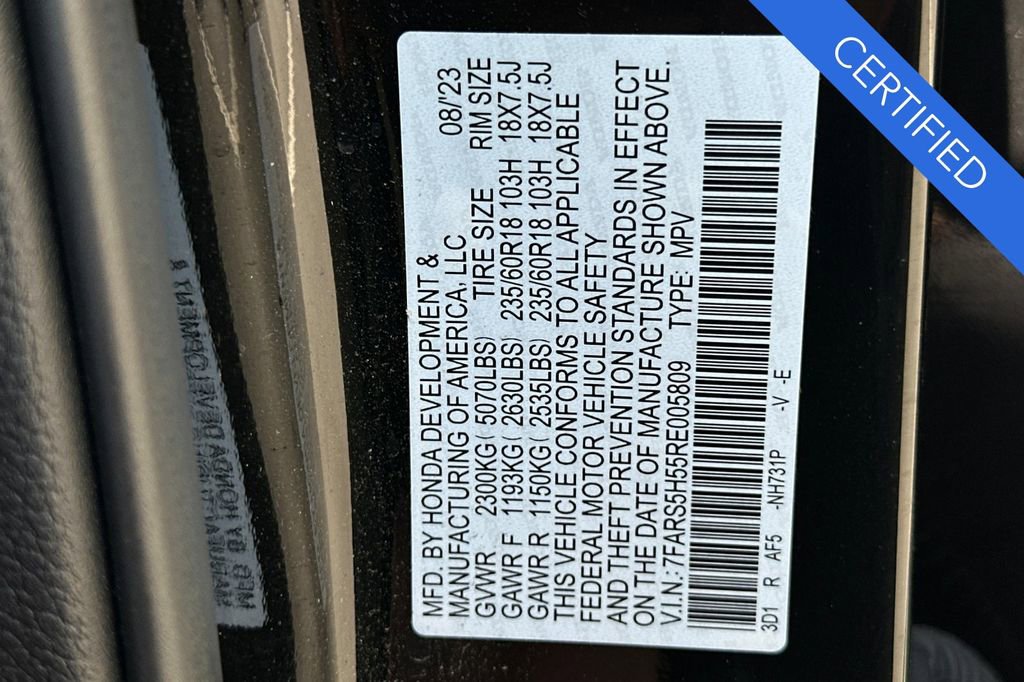 MFD. BY HONDA DEVELOPMENT & 08/'23
MANUFACTURING OF AMERICA, LLC
GVWR 2300KG ( 5070LBS) TIRE SIZE RIM SIZE
GAWR F 1193KG ( 2630LBS) 235/60R18 103H 18X7.5J
GAWR R 1150KG ( 2535LBS) 235/60R18 103H 18X7.5J
THIS VEHICLE CONFORMS TO ALL APPLICABLE
FEDERAL MOTOR VEHICLE SAFETY
AND THEFT PREVENTION STANDARDS IN EFFECT
ON THE DATE OF MANUFACTURE SHOWN ABOVE.
V.I.N.: 7FARS5H55RE005809 TYPE: MPV
3D1 R AF5 -NH731P -V -E
CERTIFIED